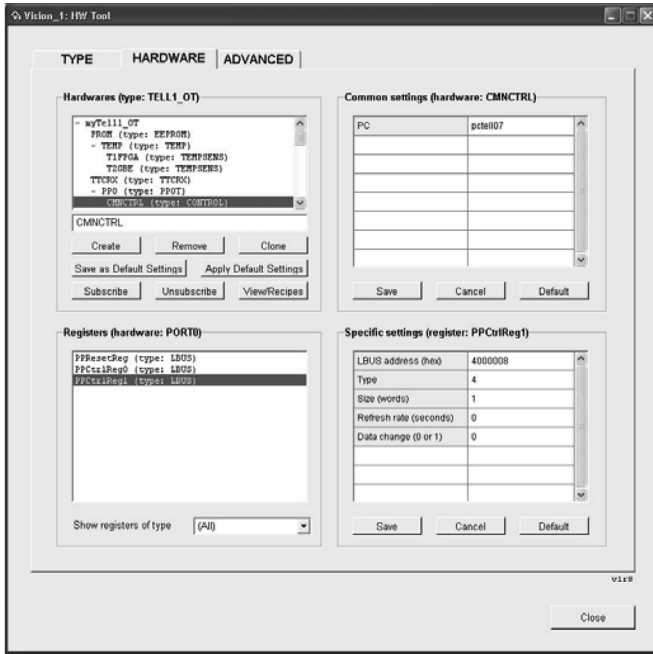 Vision_1: HW Tool
TYPE HARDWARE ADVANCED
Hardwares (type: TELL1_OT)
- myTell1_OT
PROM (type: EEPROM)
- TEMP (type: TEMP)
T1FPGA (type: TEMPSENS)
T2GBE (type: TEMPSENS)
TTCRX (type: TTCRX)
- PP0 (type: PPOT)
CMNCTRL (type: CONTROL)
CMNCTRL
Create Remove Clone
Save as Default Settings Apply Default Settings
Subscribe Unsubscribe View/Recipes
Common settings (hardware: CMNCTRL)
PC pctell07
Save Cancel Default
Registers (hardware: PORT0)
PPResetReg (type: LBUS)
PPCtrlReg0 (type: LBUS)
PPCtrlReg1 (type: LBUS)
Show registers of type (All)
Specific settings (register: PPCtrlReg1)
LBUS address (hex) 4000008
Type 4
Size (words) 1
Refresh rate (seconds) 0
Data change (0 or 1) 0
Save Cancel Default
v1r8
Close